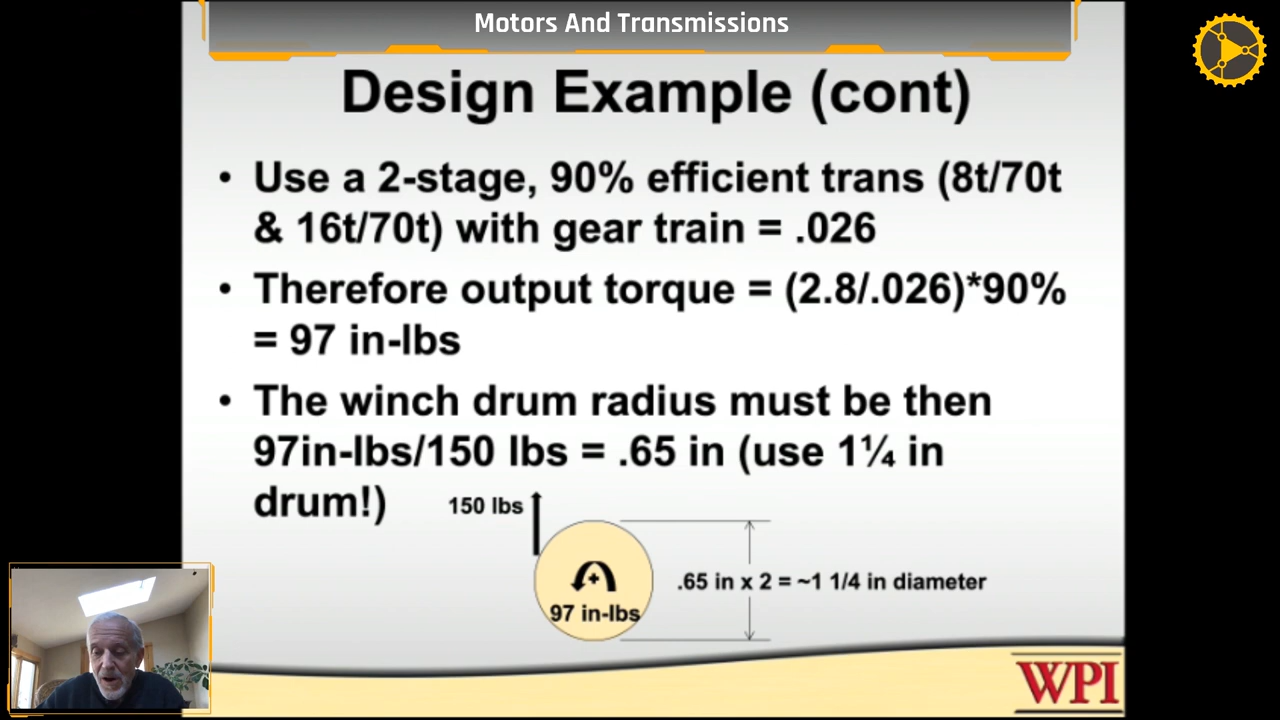 Motors And Transmissions
Design Example (cont)
• Use a 2-stage, 90% efficient trans (8t/70t
& 16t/70t) with gear train = .026
• Therefore output torque = (2.8/.026)*90%
= 97 in-lbs
• The winch drum radius must be then
97in-lbs/150 lbs = .65 in (use 1¼ in
drum!)
150 lbs
.65 in x 2 = ~1 1/4 in diameter
97 in-lbs
WPI